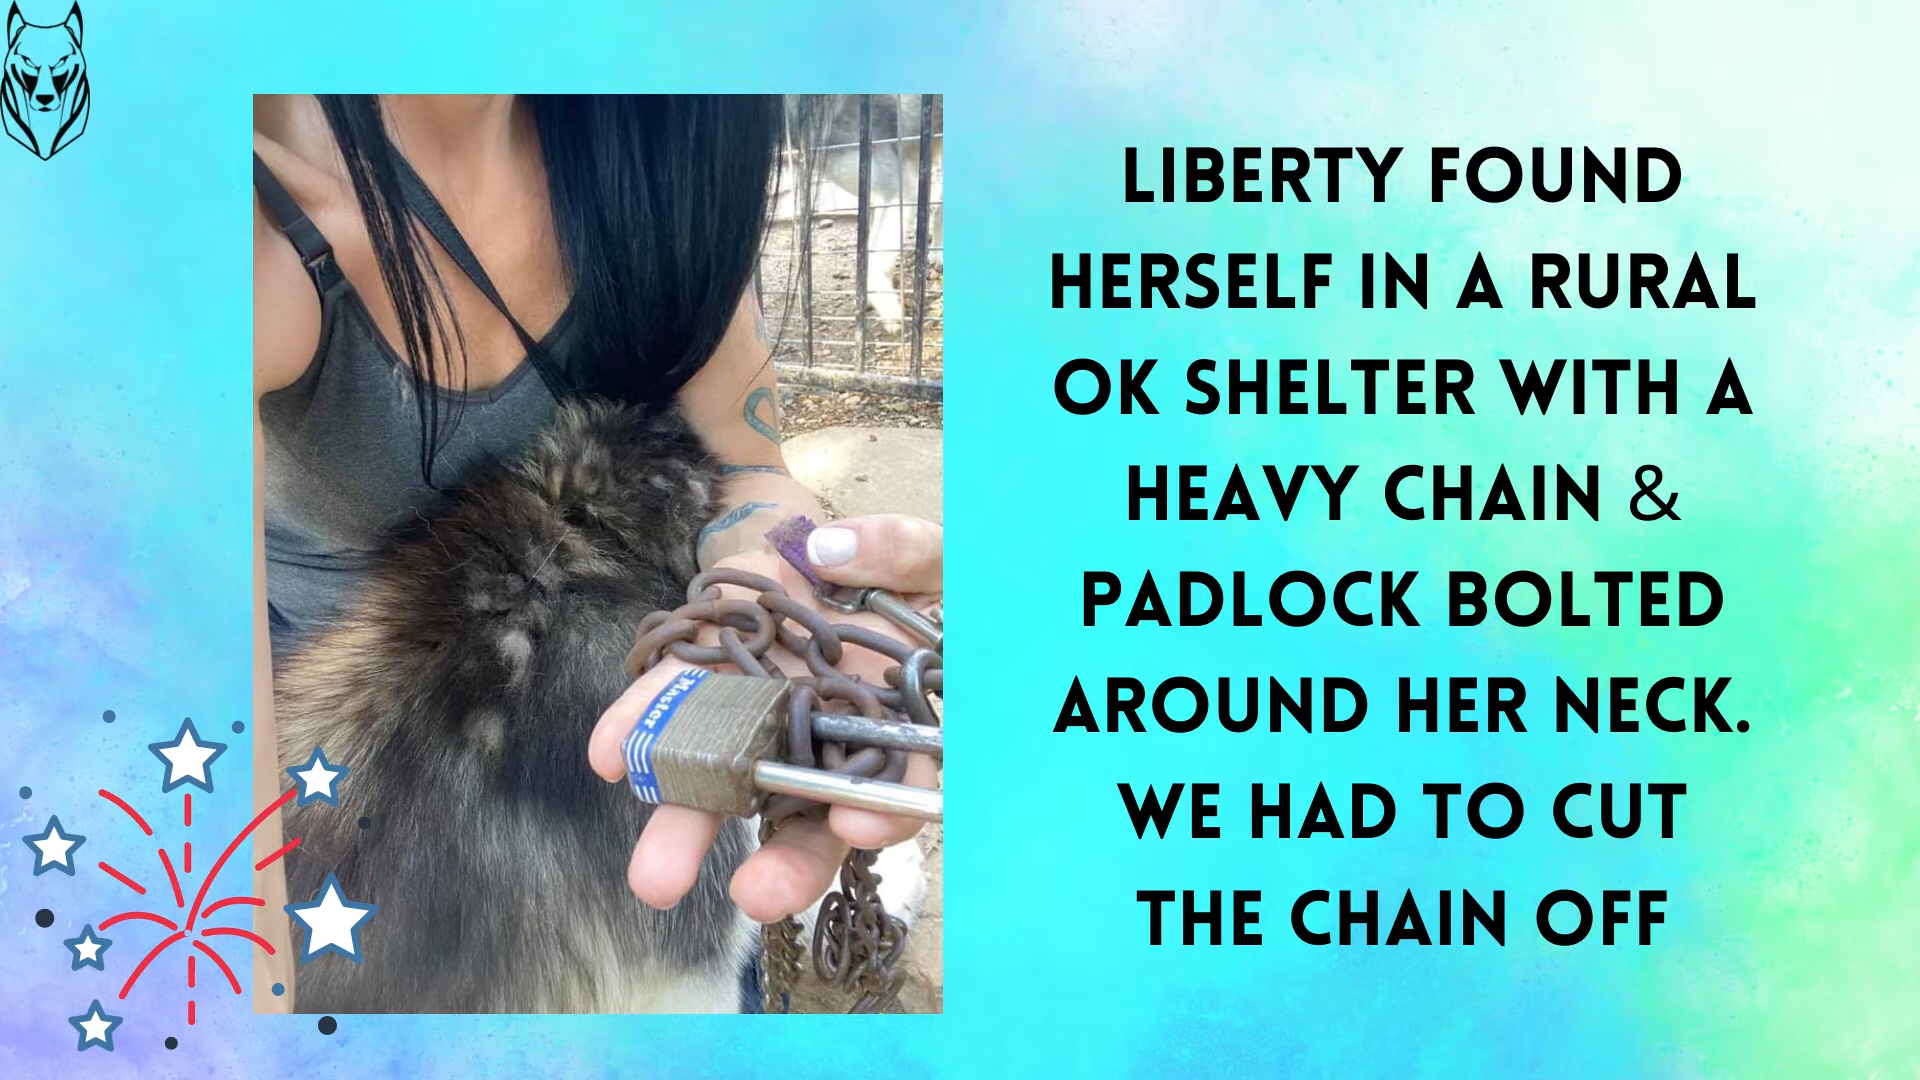 LIBERTY FOUND
HERSELF IN A RURAL
OK SHELTER WITH A
HEAVY CHAIN &
PADLOCK BOLTED
AROUND HER NECK.
WE HAD TO CUT
THE CHAIN OFF
Master